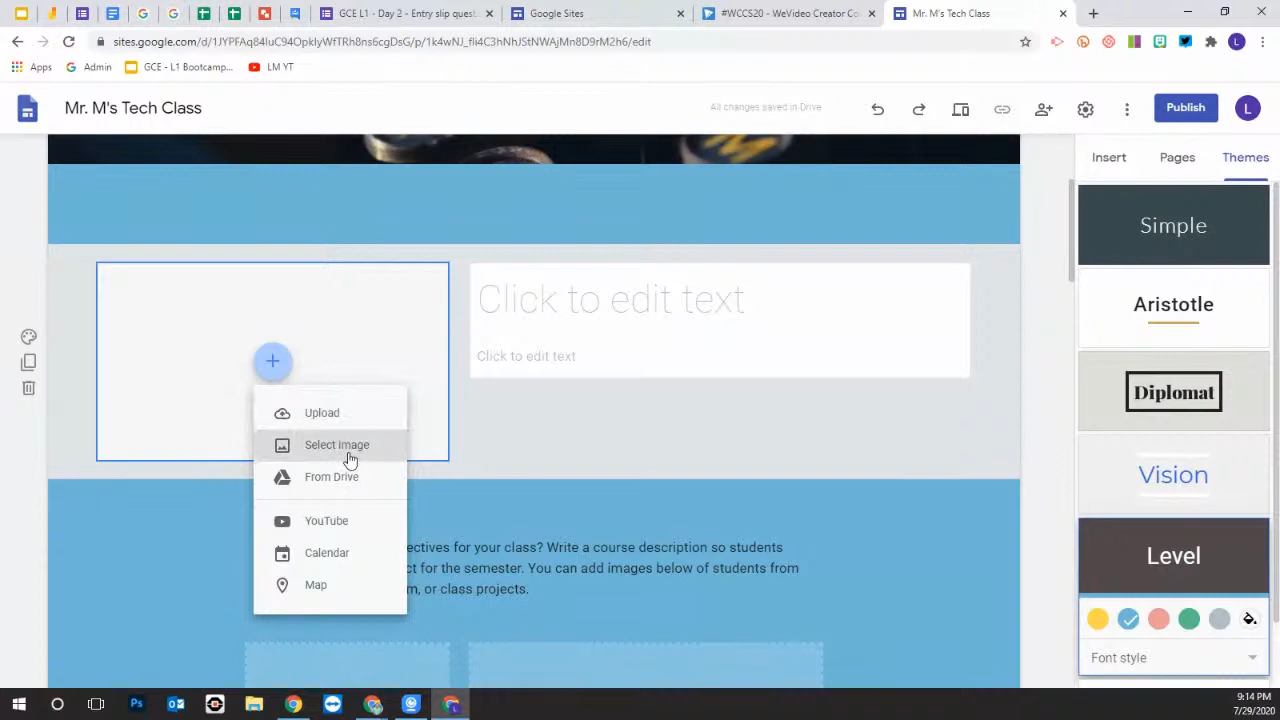 GCE L1 - Day 2 - Entry slip quest
Google Sites
#WCCS20 - WeVideo Creator Co
Mr. M's Tech Class
sites.google.com/d/1JYPFAq84luC94OpkIyWfTRh8ns6cgDsG/p/1k4wNJ_fli4C3hNhJStNWAjMn8D9rM2h6/edit
Apps
Admin
GCE - L1 Bootcamp...
LM YT
Mr. M's Tech Class
All changes saved in Drive
Publish
L
Insert
Pages
Themes
Simple
Click to edit text
Aristotle
Click to edit text
Diplomat
Upload
Select image
From Drive
Vision
YouTube
Calendar
Map
ectives for your class? Write a course description so students
ct for the semester. You can add images below of students from
m, or class projects.
Level
Font style
9:14 PM
7/29/2020